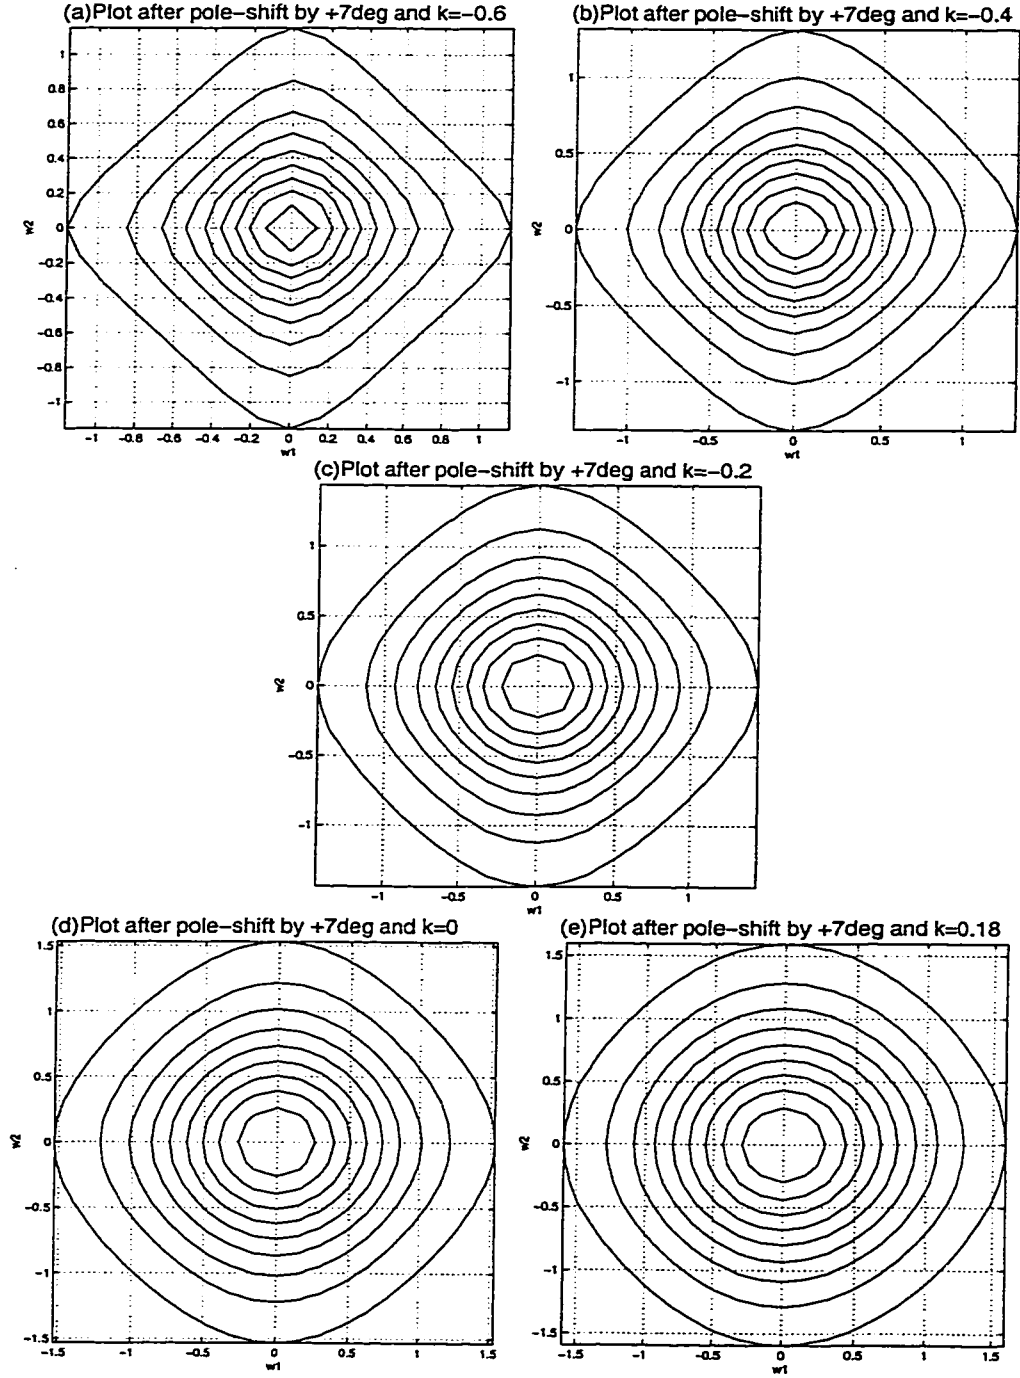 (a)Plot after pole-shift by +7deg and k=-0.6
1
0.8
0.6
0.4
0.2
0
-0.2
-0.4
-0.6
-0.8
-1
w2
-1 -0.8 -0.6 -0.4 -0.2 0 0.2 0.4 0.6 0.8 1
w1
(b)Plot after pole-shift by +7deg and k=-0.4
1
0.5
0
-0.5
-1
w2
-1 -0.5 0 0.5 1
w1
(c)Plot after pole-shift by +7deg and k=-0.2
1
0.5
0
-0.5
-1
w2
-1 -0.5 0 0.5 1
w1
(d)Plot after pole-shift by +7deg and k=0
1.5
1
0.5
0
-0.5
-1
-1.5
w2
-1.5 -1 -0.5 0 0.5 1 1.5
w1
(e)Plot after pole-shift by +7deg and k=0.18
1.5
1
0.5
0
-0.5
-1
-1.5
w2
-1.5 -1 -0.5 0 0.5 1 1.5
w1